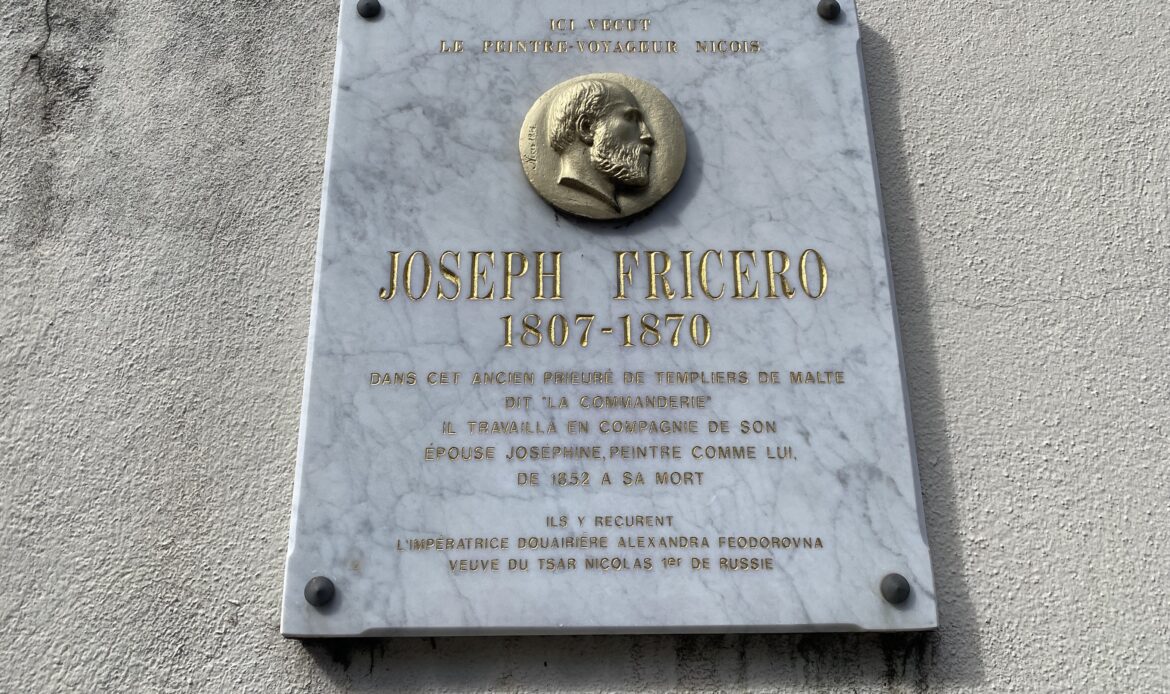 ICI VECUT
LE PEINTRE-VOYAGEUR NIÇOIS
JOSEPH FRICERO
1807-1870
DANS CET ANCIEN PRIEURÉ DE TEMPLIERS DE MALTE
DIT "LA COMMANDERIE"
IL TRAVAILLA EN COMPAGNIE DE SON
ÉPOUSE JOSÉPHINE, PEINTRE COMME LUI,
DE 1852 A SA MORT
ILS Y REÇURENT
L'IMPÉRATRICE DOUAIRIÈRE ALEXANDRA FEODOROVNA
VEUVE DU TSAR NICOLAS 1er DE RUSSIE